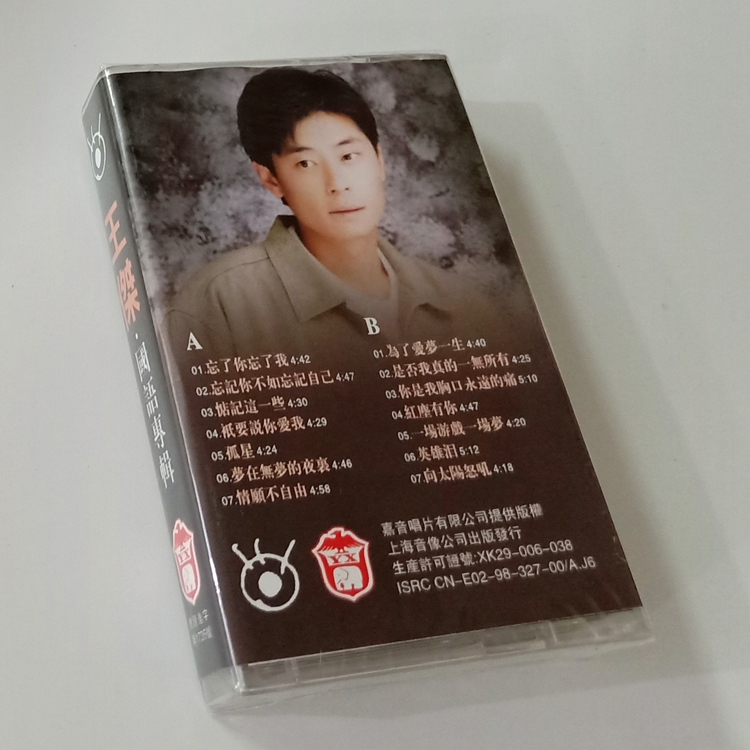 王傑·國語專輯
A
01.忘了你忘了我4:42
02.忘記你不如忘記自己4:47
03.惦記這一些4:30
04.衹要説你愛我4:29
05.孤星4:24
06.夢在無夢的夜裏4:46
07.情願不自由4:58
B
01.為了愛夢一生4:40
02.是否我真的一無所有4:25
03.你是我胸口永遠的痛5:10
04.紅塵有你4:47
05.一場游戲一場夢4:20
06.英雄泪5:12
07.向太陽怒吼4:18
YX
YX
嘉音唱片有限公司提供版權
上海音像公司出版發行
生産許可證號:XK29-006-038
ISRC CN-E02-98-327-00/A.J6